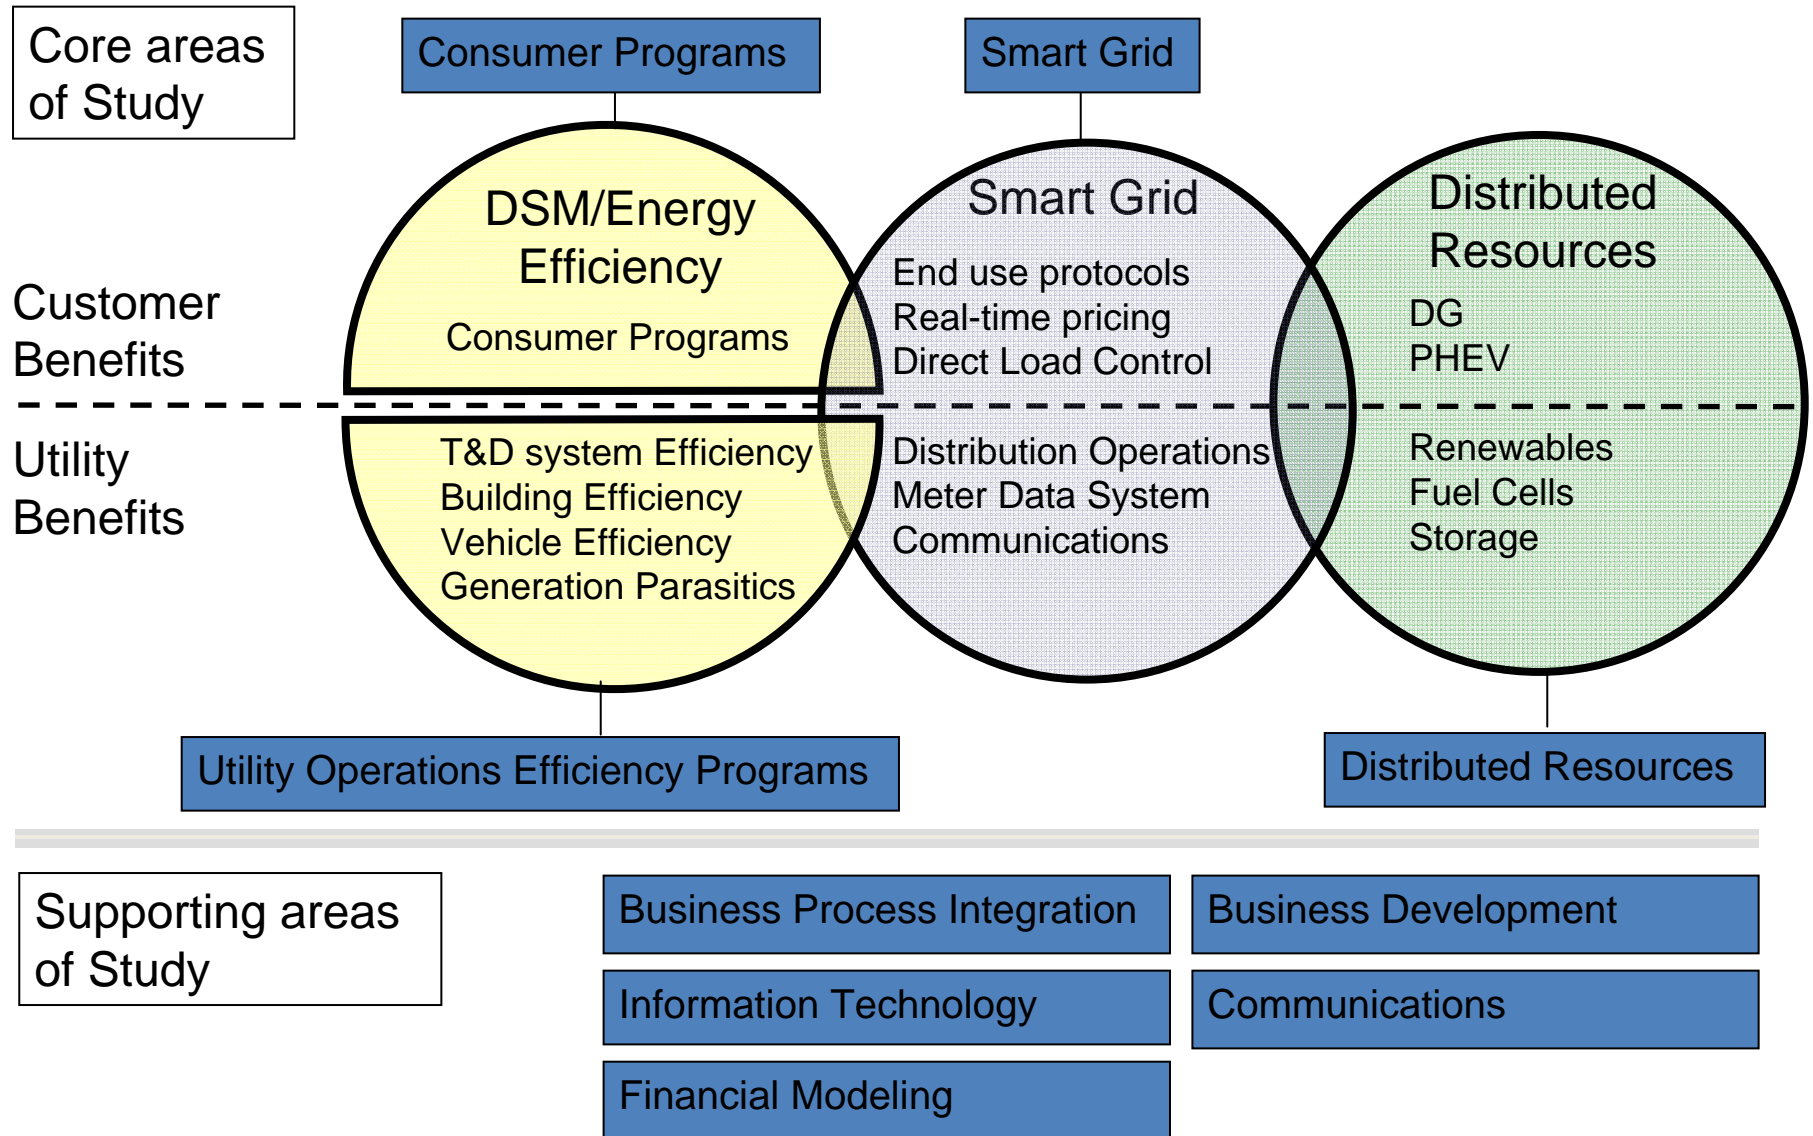 Core areas
of Study
Consumer Programs
Smart Grid
DSM/Energy
Efficiency
Consumer Programs
Smart Grid
End use protocols
Real-time pricing
Direct Load Control
Distributed
Resources
DG
PHEV
Customer
Benefits
Utility
Benefits
T&D system Efficiency
Building Efficiency
Vehicle Efficiency
Generation Parasitics
Distribution Operations
Meter Data System
Communications
Renewables
Fuel Cells
Storage
Utility Operations Efficiency Programs
Distributed Resources
Supporting areas
of Study
Business Process Integration
Business Development
Information Technology
Communications
Financial Modeling